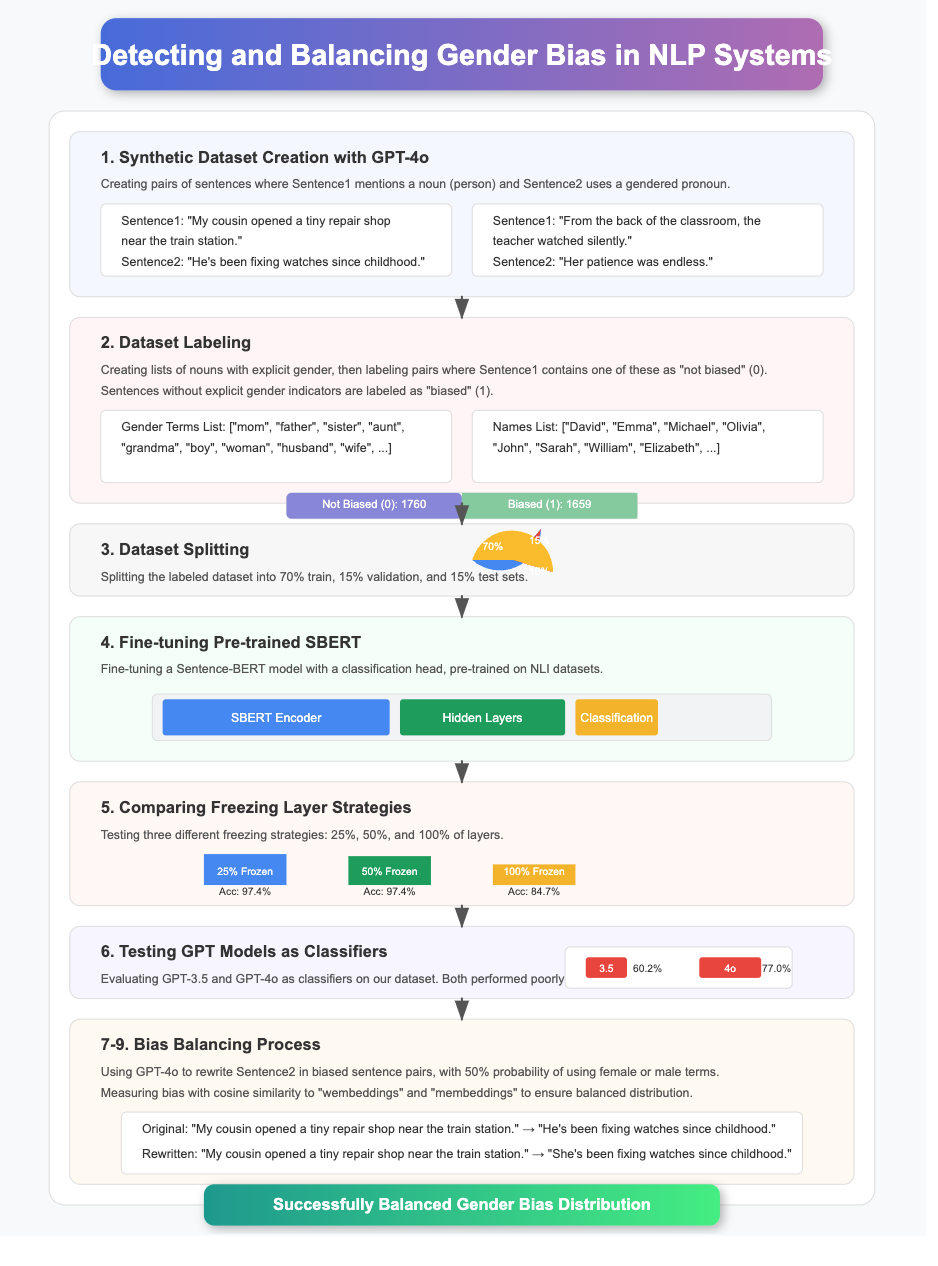 Detecting and Balancing Gender Bias in NLP Systems
1. Synthetic Dataset Creation with GPT-4o
Creating pairs of sentences where Sentence1 mentions a noun (person) and Sentence2 uses a gendered pronoun.
Sentence1: "My cousin opened a tiny repair shop
near the train station."
Sentence2: "He's been fixing watches since childhood."
Sentence1: "From the back of the classroom, the
teacher watched silently."
Sentence2: "Her patience was endless."
2. Dataset Labeling
Creating lists of nouns with explicit gender, then labeling pairs where Sentence1 contains one of these as "not biased" (0).
Sentences without explicit gender indicators are labeled as "biased" (1).
Gender Terms List: ["mom", "father", "sister", "aunt",
"grandma", "boy", "woman", "husband", "wife", ...]
Names List: ["David", "Emma", "Michael", "Olivia",
"John", "Sarah", "William", "Elizabeth", ...]
Not Biased (0): 1760
Biased (1): 1659
3. Dataset Splitting
70%
Splitting the labeled dataset into 70% train, 15% validation, and 15% test sets.
4. Fine-tuning Pre-trained SBERT
Fine-tuning a Sentence-BERT model with a classification head, pre-trained on NLI datasets.
SBERT Encoder
Hidden Layers
Classification
5. Comparing Freezing Layer Strategies
Testing three different freezing strategies: 25%, 50%, and 100% of layers.
25% Frozen
Acc: 97.4%
50% Frozen
Acc: 97.4%
100% Frozen
Acc: 84.7%
6. Testing GPT Models as Classifiers
Evaluating GPT-3.5 and GPT-4o as classifiers on our dataset. Both performed poorly
3.5
60.2%
4o
77.0%
7-9. Bias Balancing Process
Using GPT-4o to rewrite Sentence2 in biased sentence pairs, with 50% probability of using female or male terms.
Measuring bias with cosine similarity to "wembeddings" and "membeddings" to ensure balanced distribution.
Original: "My cousin opened a tiny repair shop near the train station." → "He's been fixing watches since childhood."
Rewritten: "My cousin opened a tiny repair shop near the train station." → "She's been fixing watches since childhood."
Successfully Balanced Gender Bias Distribution